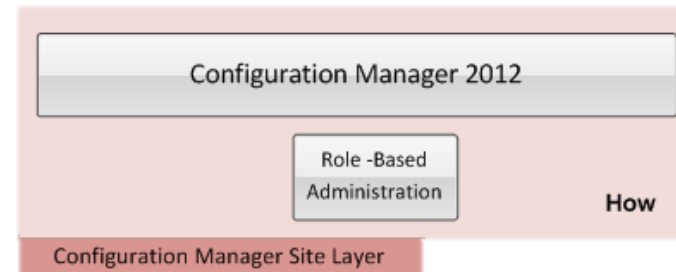 Configuration Manager 2012
Role -Based
Administration
How
Configuration Manager Site Layer